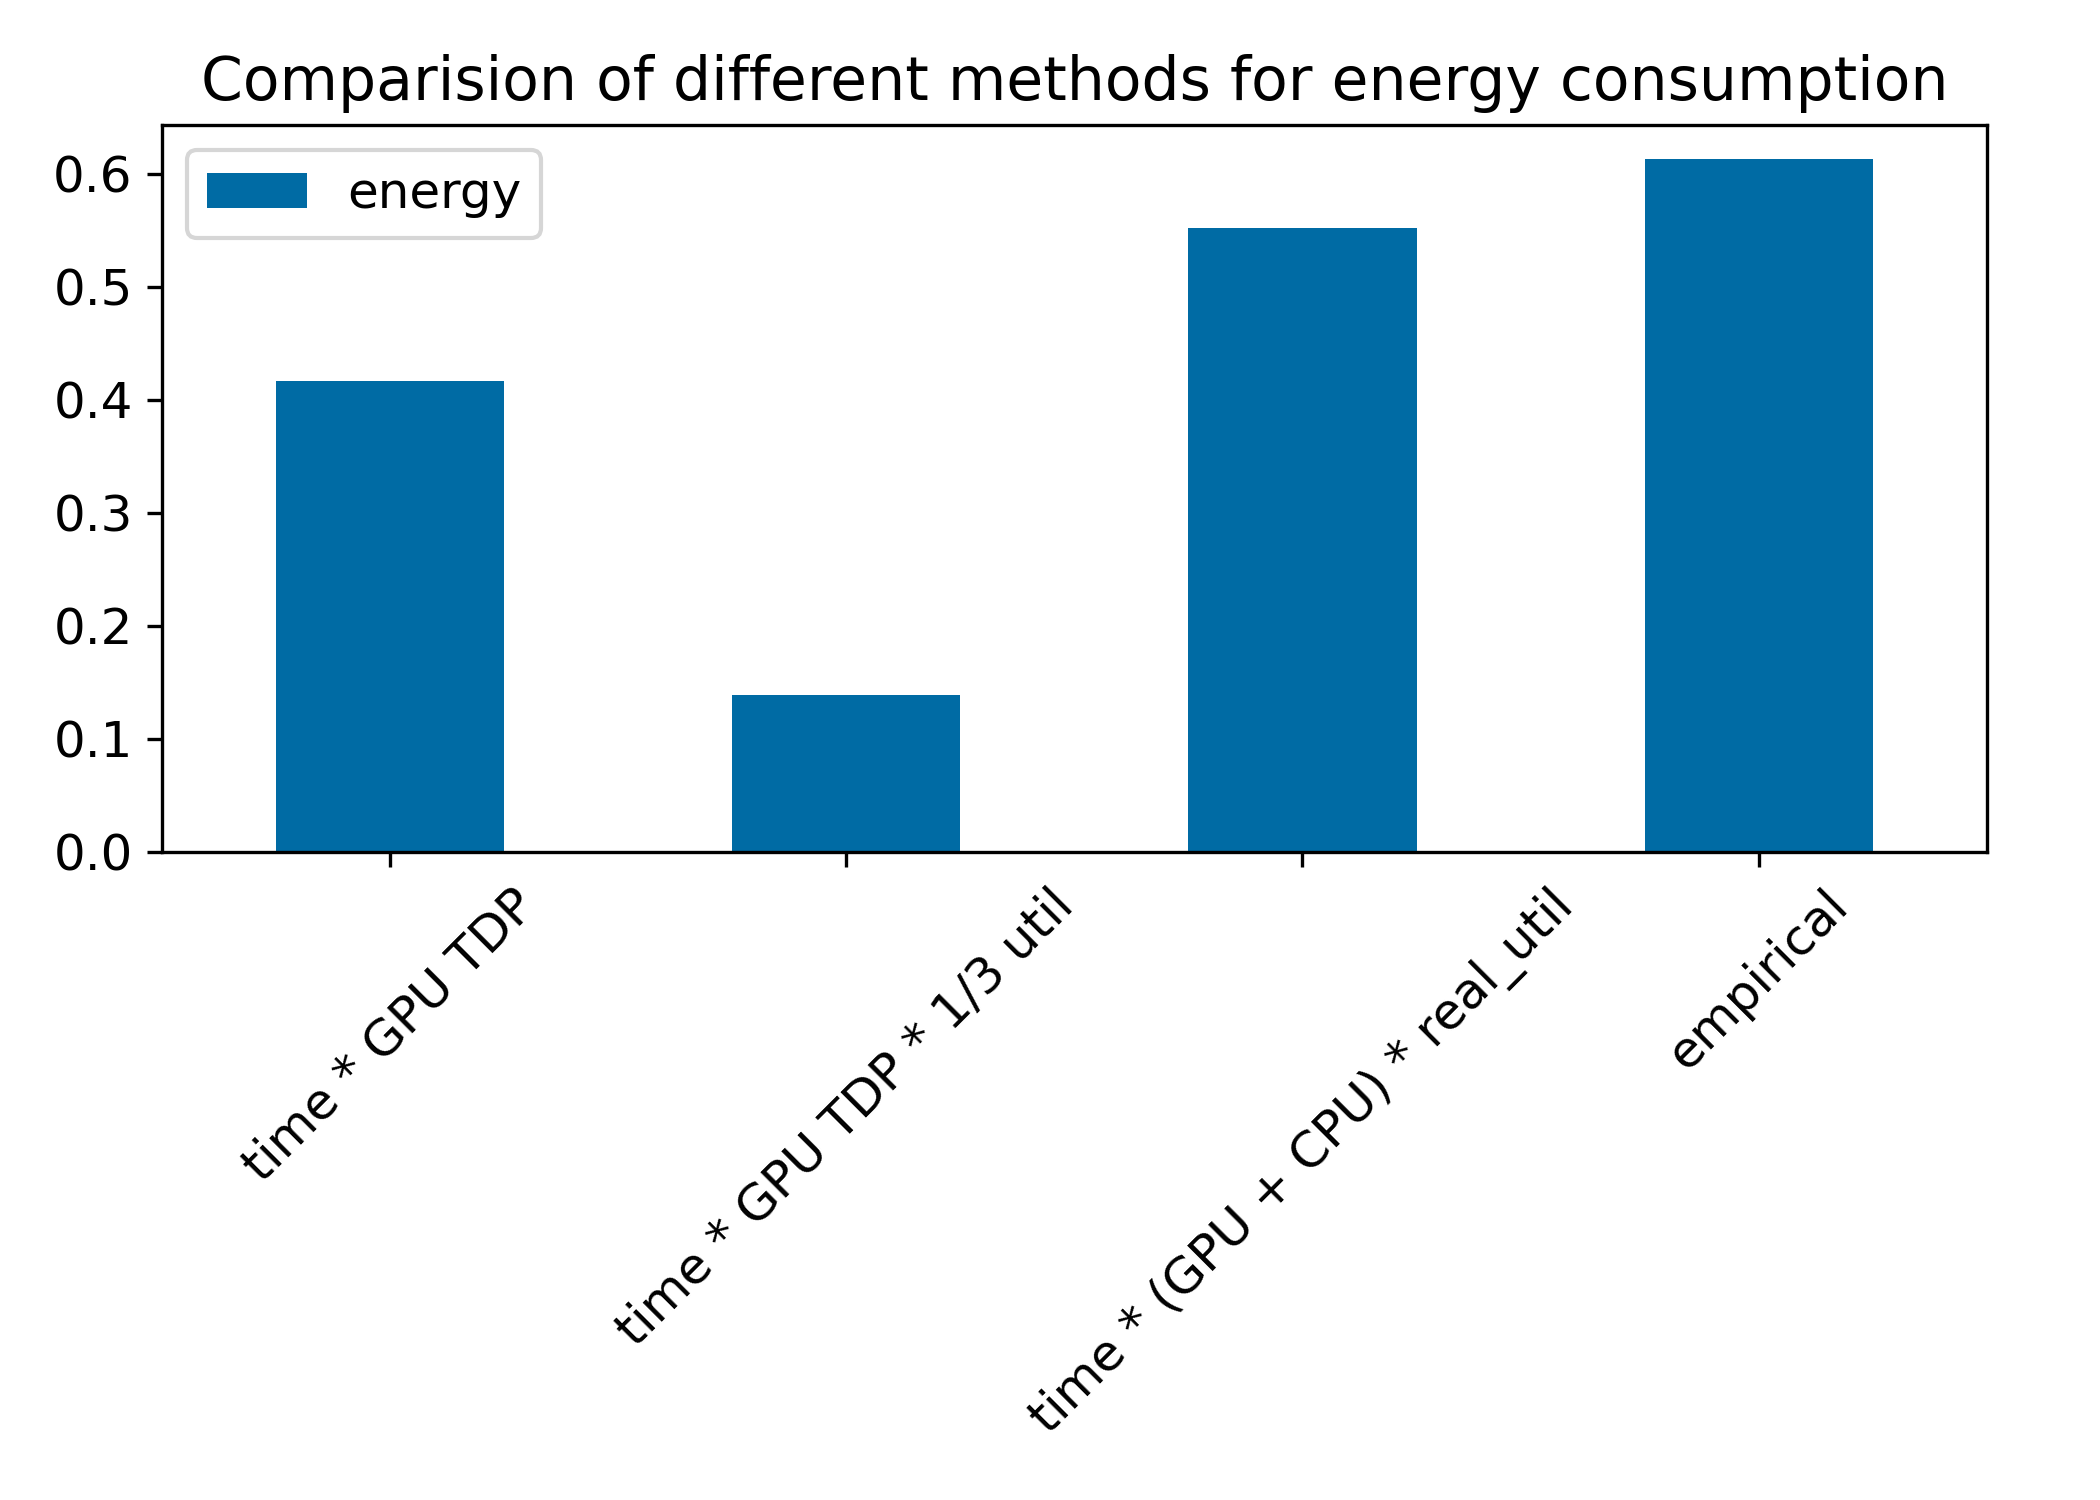 Comparision of different methods for energy consumption
energy
0.6
0.5
0.4
0.3
0.2
0.1
0.0
time * GPU TDP
time * GPU TDP * 1/3 util
time * (GPU + CPU) * real_util
empirical